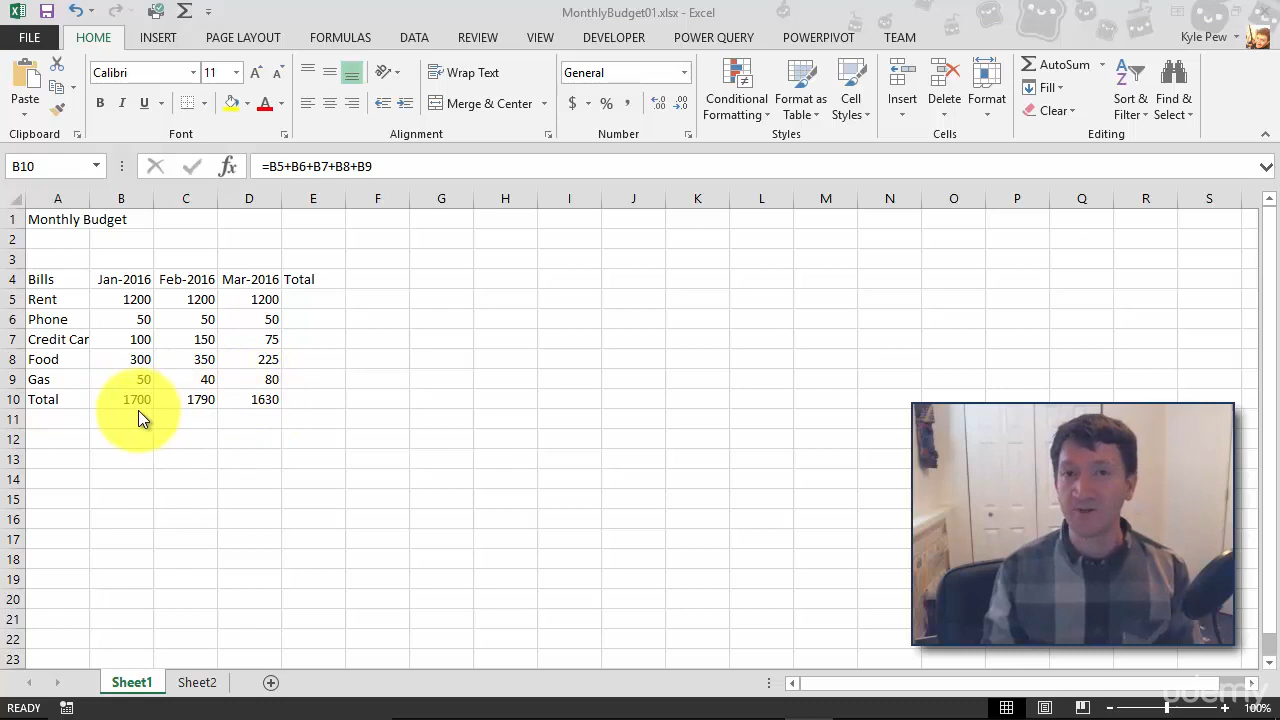 MonthlyBudget01.xlsx - Excel
FILE HOME INSERT PAGE LAYOUT FORMULAS DATA REVIEW VIEW DEVELOPER POWER QUERY POWERPIVOT TEAM Kyle Pew
Paste
Clipboard
Calibri 11
B I U
Font
Wrap Text
Merge & Center
Alignment
General
$ % ,
Number
Conditional Formatting
Format as Table
Cell Styles
Styles
Insert
Delete
Format
Cells
AutoSum
Fill
Clear
Sort & Filter
Find & Select
Editing
B10 fx =B5+B6+B7+B8+B9
A B C D E F G H I J K L M N O P Q R S
1 Monthly Budget
2
3
4 Bills Jan-2016 Feb-2016 Mar-2016 Total
5 Rent 1200 1200 1200
6 Phone 50 50 50
7 Credit Car 100 150 75
8 Food 300 350 225
9 Gas 50 40 80
10 Total 1700 1790 1630
11
12
13
14
15
16
17
18
19
20
21
22
23
Sheet1 Sheet2
udemy
READY 100%